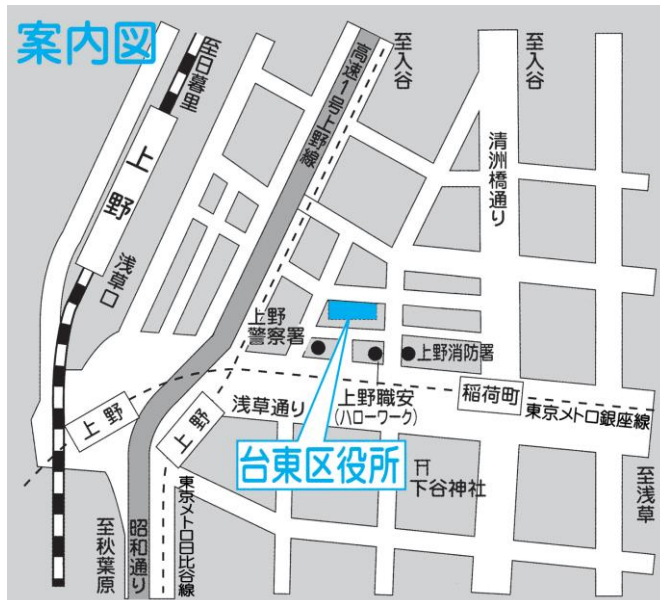 案内図
至日暮里
上野
浅草口
高速1号上野線
至入谷
至入谷
清洲橋通り
上野
警察署
上野消防署
上野職安
(ハローワーク)
浅草通り
稲荷町
東京メトロ銀座線
上野
上野
台東区役所
下谷神社
至浅草
至秋葉原
昭和通り
東京メトロ日比谷線